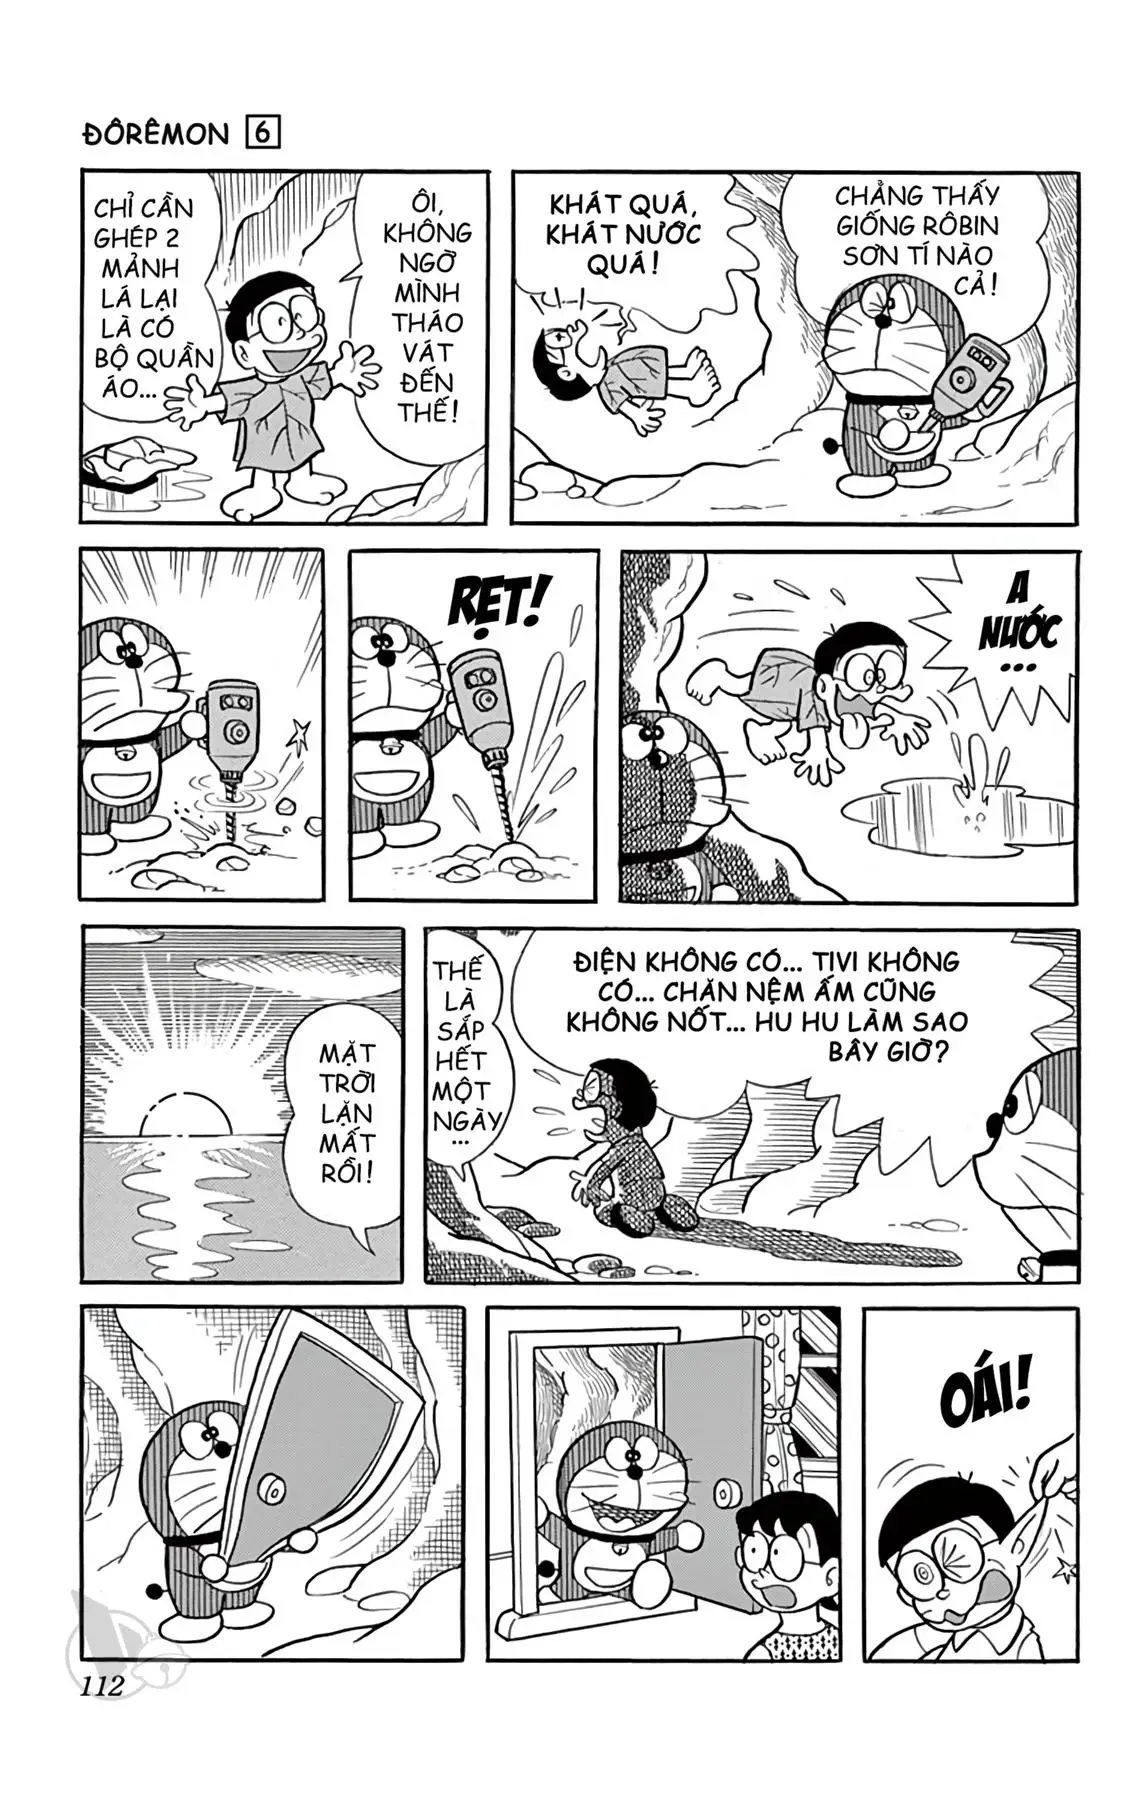 ĐÔRÊMON 6
CHỈ CẦN
GHÉP 2
MẢNH
LÁ LẠI
LÀ CÓ
BỘ QUẦN
ÁO...
ÔI,
KHÔNG
NGỜ
MÌNH
THÁO
VÁT
ĐẾN
THẾ!
KHÁT QUÁ,
KHÁT NƯỚC
QUÁ!
CHẲNG THẤY
GIỐNG RÔBIN
SƠN TÍ NÀO
CẢ!
RẸT!
A
NƯỚC
...
MẶT
TRỜI
LẶN
MẤT
RỒI!
THẾ
LÀ
SẮP
HẾT
MỘT
NGÀY
...
ĐIỆN KHÔNG CÓ... TIVI KHÔNG
CÓ... CHĂN NỆM ẤM CŨNG
KHÔNG NỐT... HU HU LÀM SAO
BÂY GIỜ?
OÁI!
112